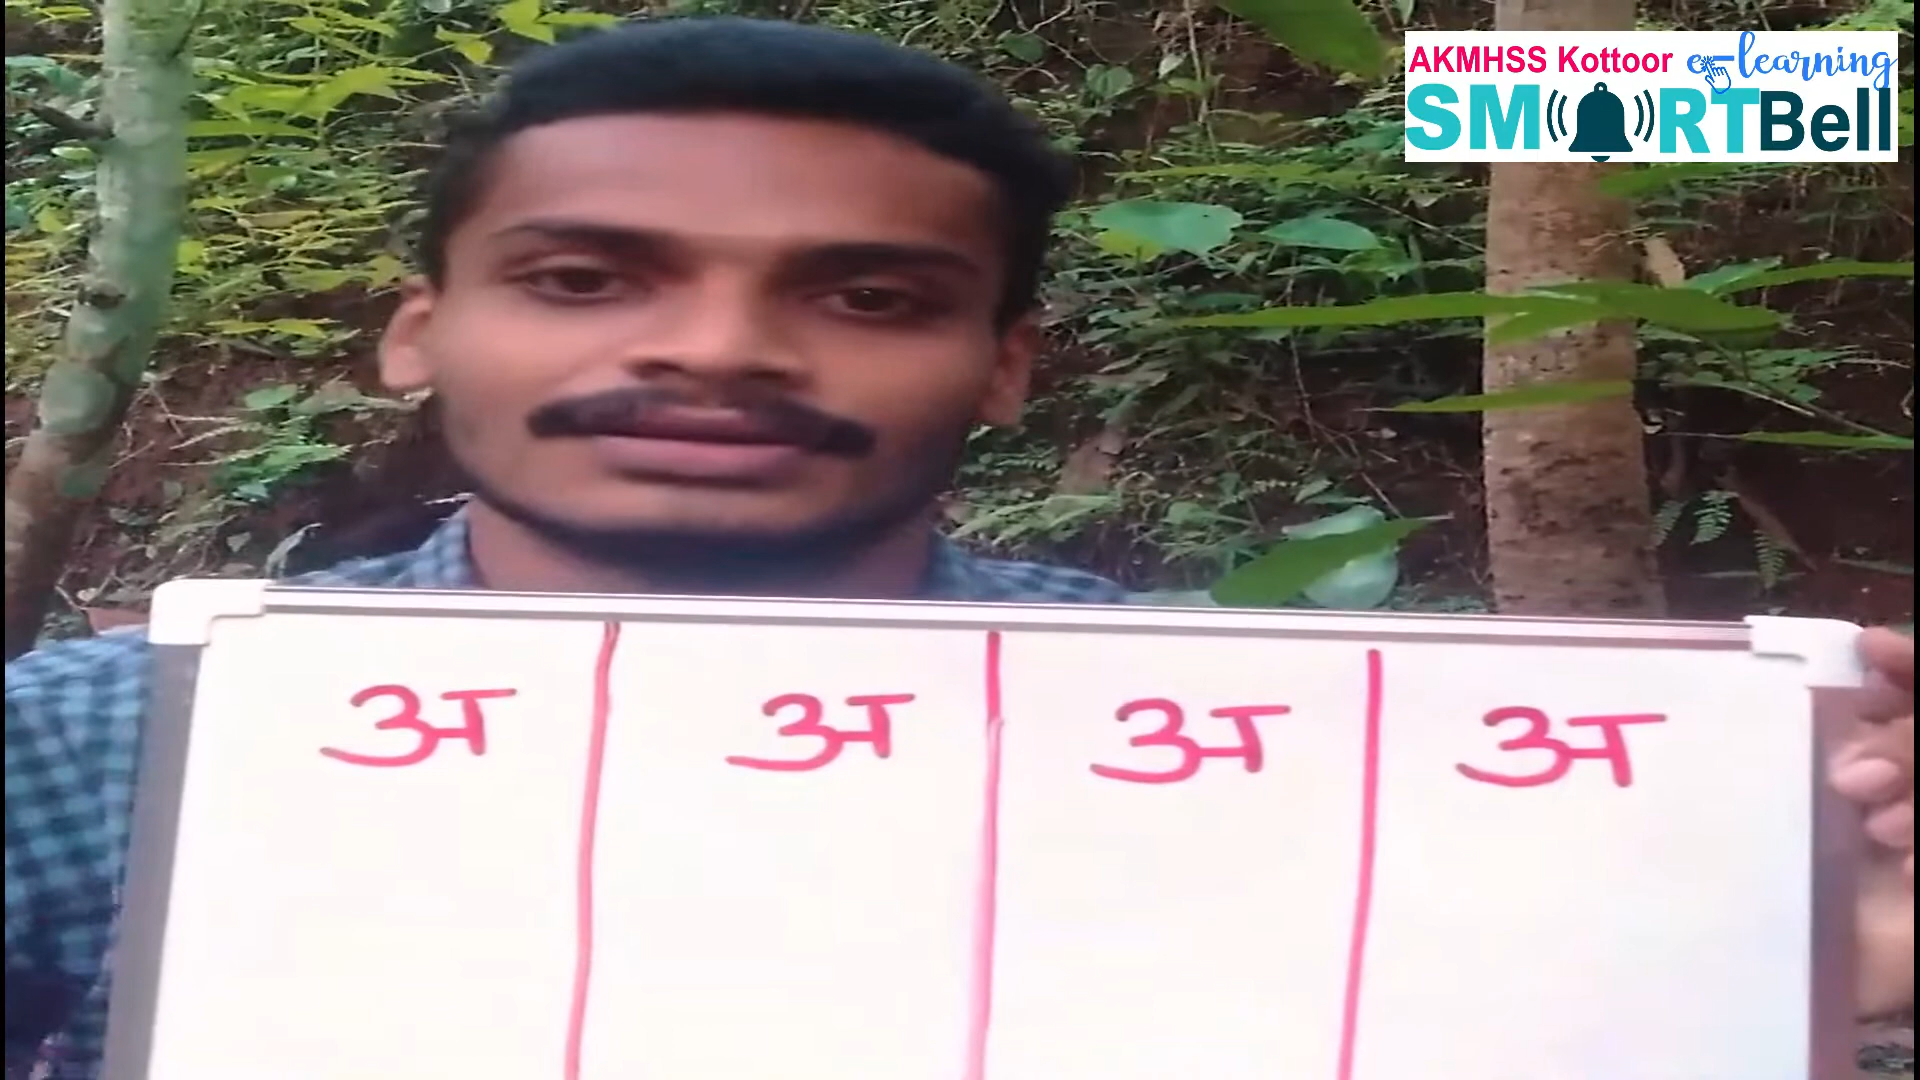 AKMHSS Kottoor e-learning
SMARTBell
अ अ अ अ